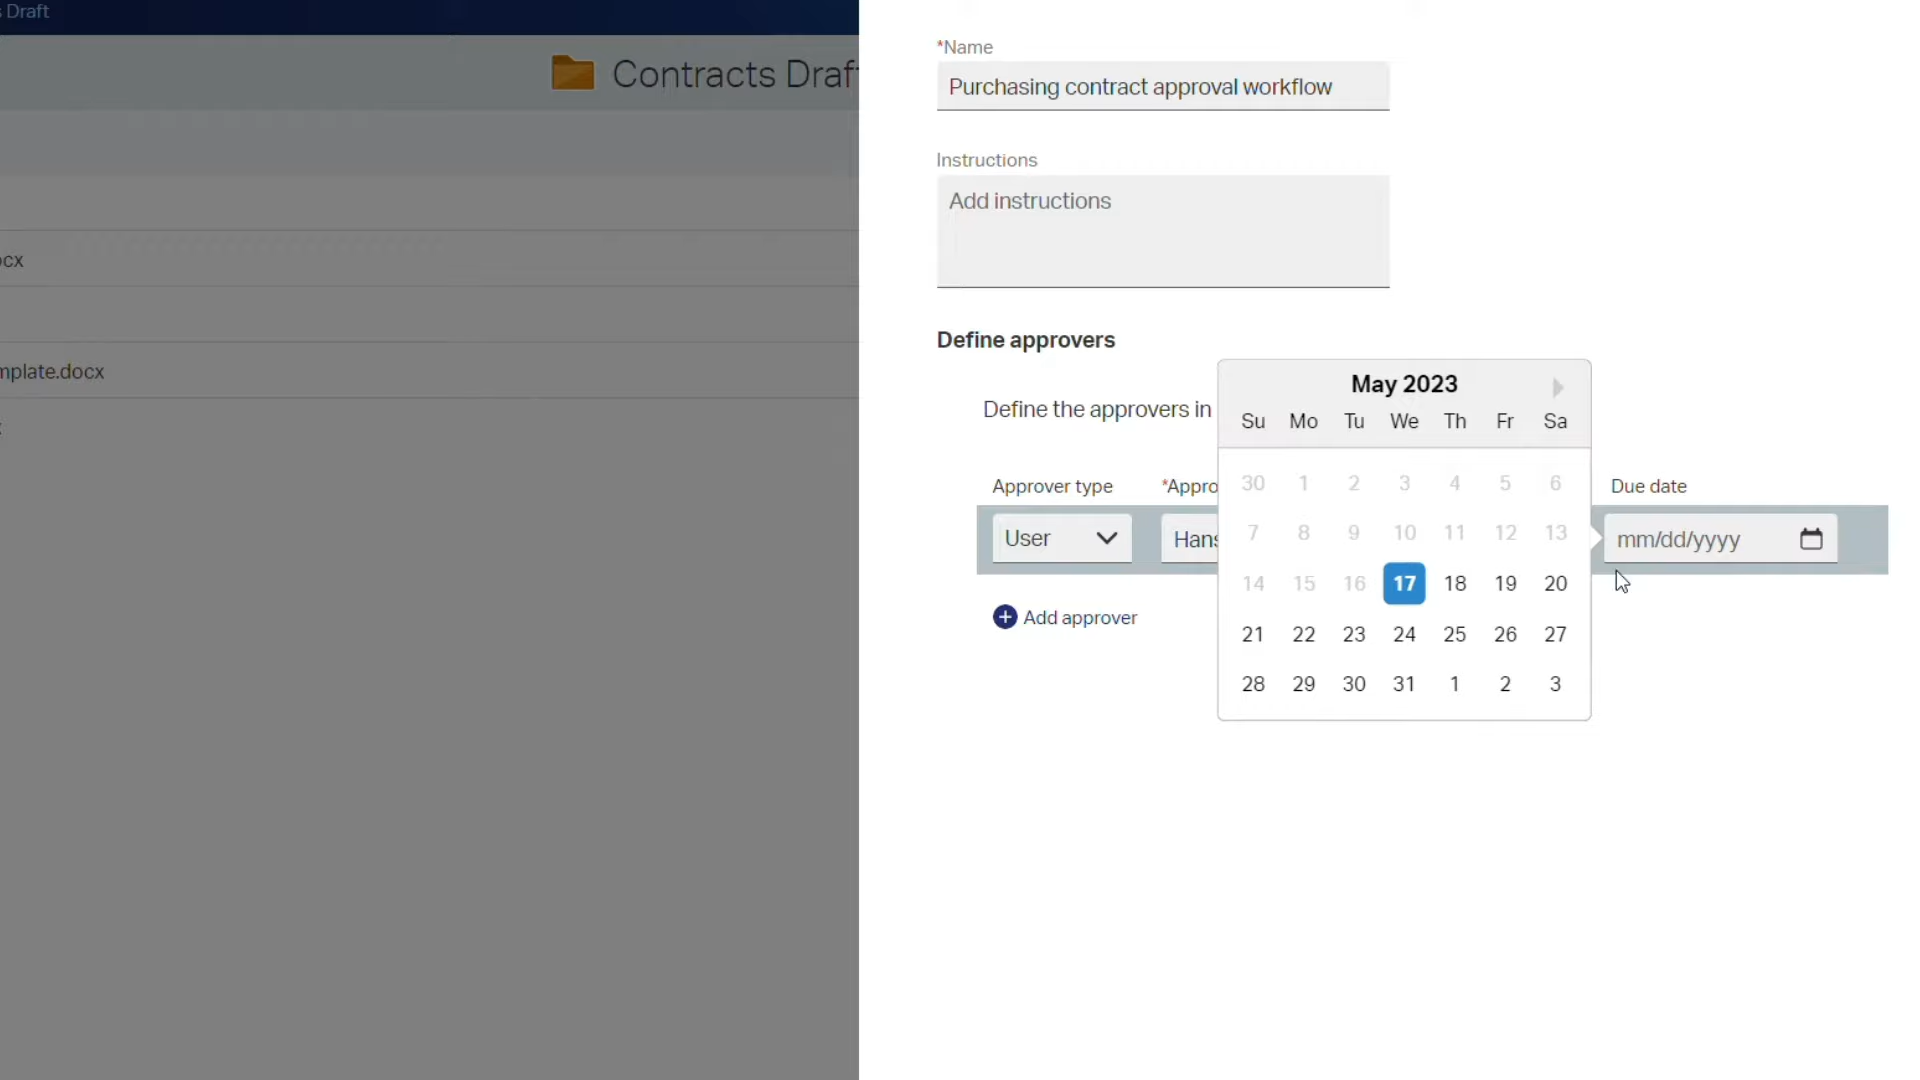 Draft
Contracts Draf
ocx
mplate.docx
*Name
Purchasing contract approval workflow
Instructions
Add instructions
Define approvers
Define the approvers in
Approver type *Appro Due date
User Hans mm/dd/yyyy
Add approver
May 2023
Su Mo Tu We Th Fr Sa
30 1 2 3 4 5 6
7 8 9 10 11 12 13
14 15 16 17 18 19 20
21 22 23 24 25 26 27
28 29 30 31 1 2 3